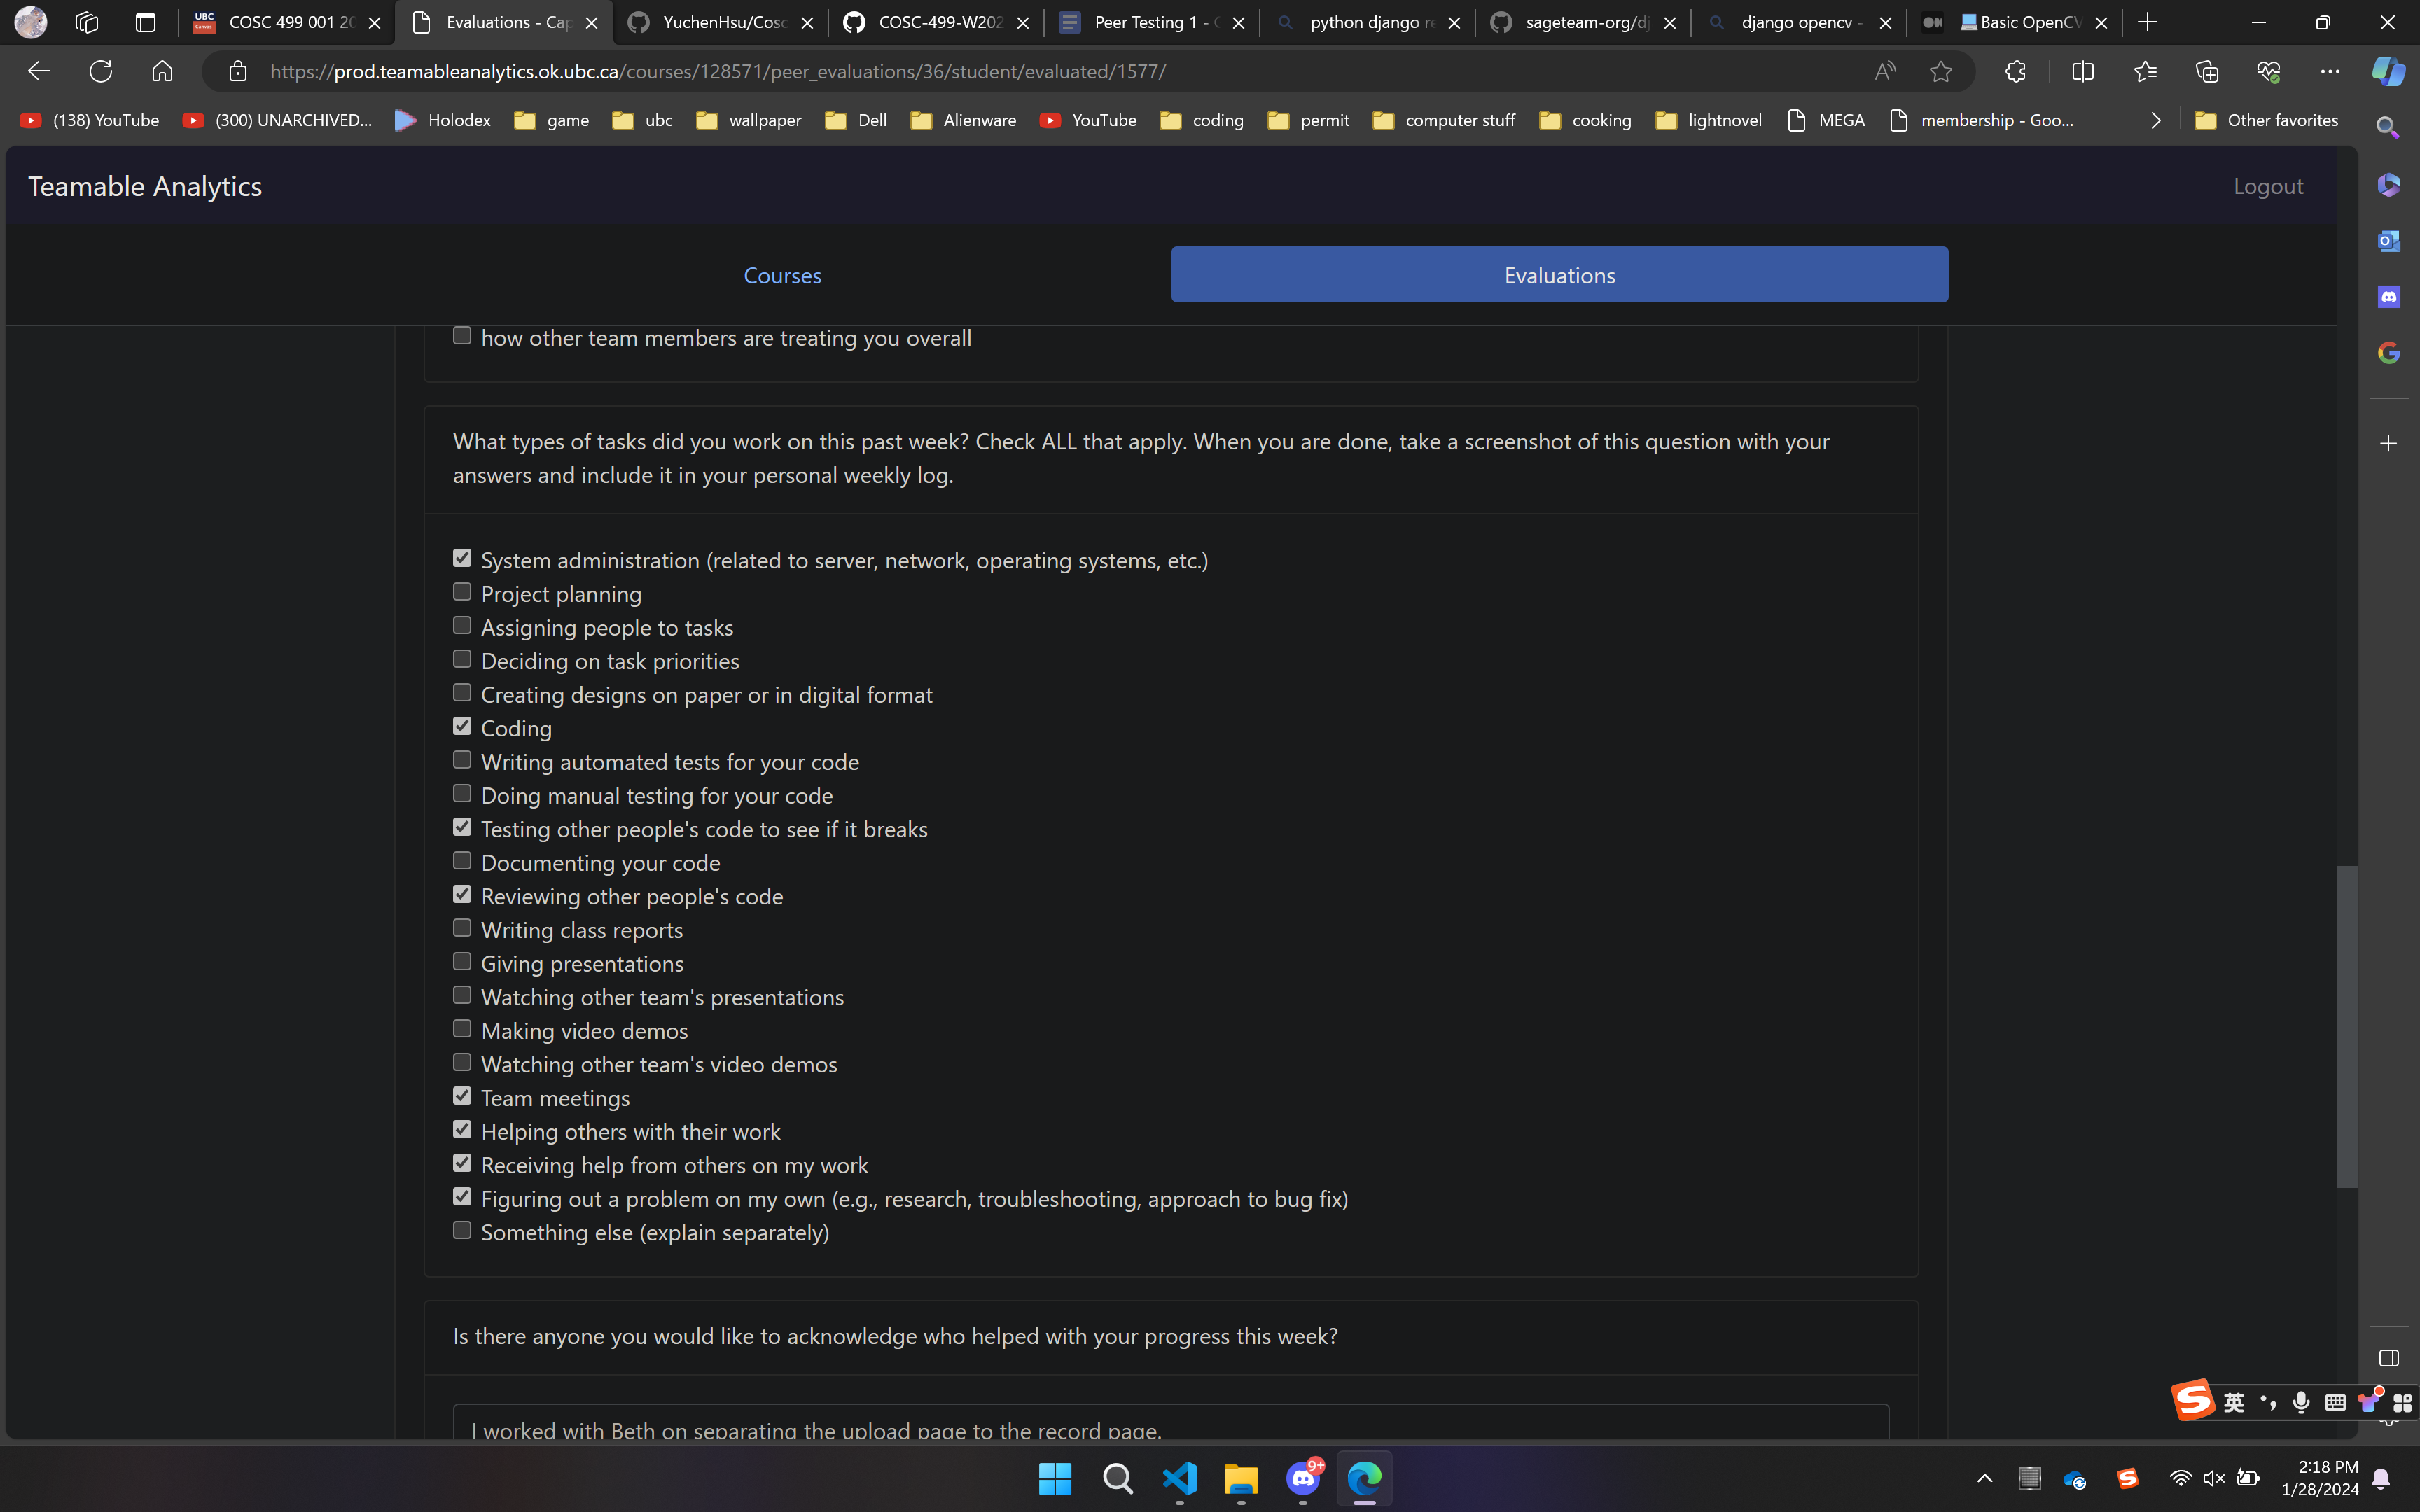 UBC
Canvas
COSC 499 001 20
Evaluations - Cap
YuchenHsu/Cosc
COSC-499-W202
Peer Testing 1 - C
python django re
sageteam-org/dj
django opencv -
Basic OpenCV
https://prod.teamableanalytics.ok.ubc.ca/courses/128571/peer_evaluations/36/student/evaluated/1577/
(138) YouTube
(300) UNARCHIVED...
Holodex
game
ubc
wallpaper
Dell
Alienware
YouTube
coding
permit
computer stuff
cooking
lightnovel
MEGA
membership - Goo...
Other favorites
Teamable Analytics
Logout
Courses
Evaluations
how other team members are treating you overall
What types of tasks did you work on this past week? Check ALL that apply. When you are done, take a screenshot of this question with your
answers and include it in your personal weekly log.
System administration (related to server, network, operating systems, etc.)
Project planning
Assigning people to tasks
Deciding on task priorities
Creating designs on paper or in digital format
Coding
Writing automated tests for your code
Doing manual testing for your code
Testing other people's code to see if it breaks
Documenting your code
Reviewing other people's code
Writing class reports
Giving presentations
Watching other team's presentations
Making video demos
Watching other team's video demos
Team meetings
Helping others with their work
Receiving help from others on my work
Figuring out a problem on my own (e.g., research, troubleshooting, approach to bug fix)
Something else (explain separately)
Is there anyone you would like to acknowledge who helped with your progress this week?
I worked with Beth on separating the upload page to the record page.
英
9+
2:18 PM
1/28/2024